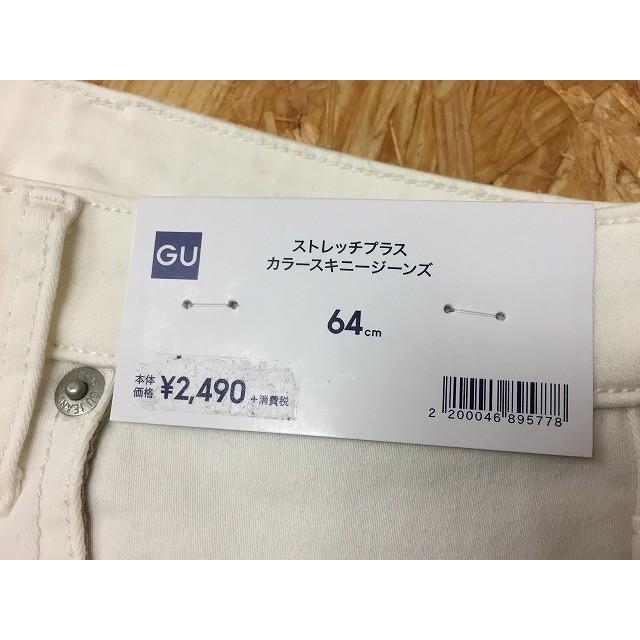 GU
ストレッチプラス
カラースキニージーンズ
64cm
本体
価格 ¥2,490 +消費税
2 200046 895778